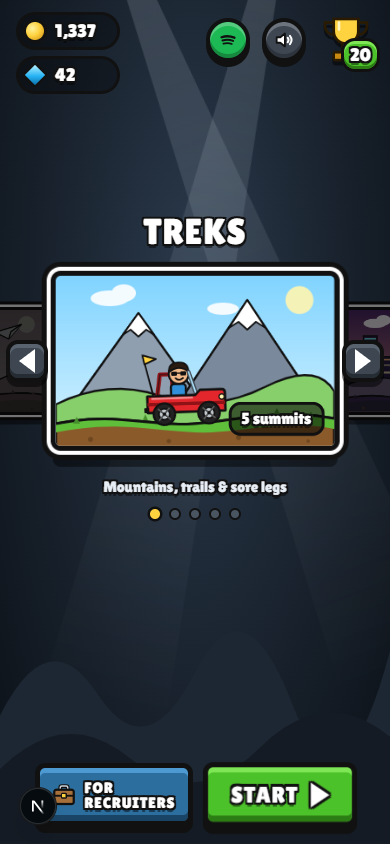 1,337
42
20
TREKS
5 summits
Mountains, trails & sore legs
FOR
RECRUITERS
START
N